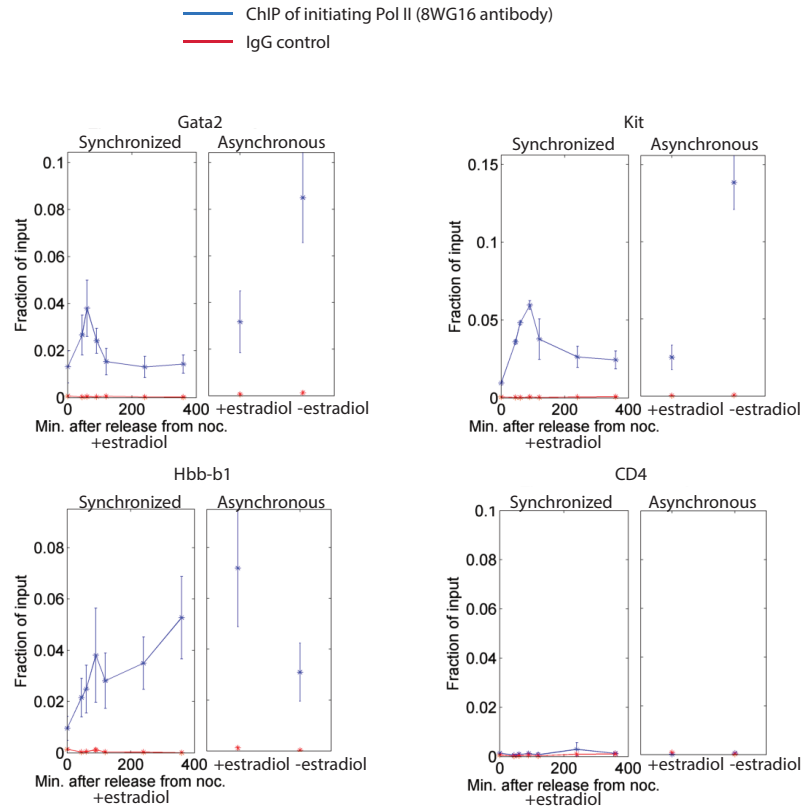 ChIP of initiating Pol II (8WG16 antibody)
IgG control
Gata2
Synchronized Asynchronous
0.1
0.08
0.06
0.04
0.02
0
Fraction of input
0 200 400
+estradiol -estradiol
Min. after release from noc.
+estradiol
Kit
Synchronized Asynchronous
0.15
0.1
0.05
0
Fraction of input
0 200 400
+estradiol -estradiol
Min. after release from noc.
+estradiol
Hbb-b1
Synchronized Asynchronous
0.08
0.06
0.04
0.02
0
Fraction of input
0 200 400
+estradiol -estradiol
Min. after release from noc.
+estradiol
CD4
Synchronized Asynchronous
0.1
0.08
0.06
0.04
0.02
0
Fraction of input
0 200 400
+estradiol -estradiol
Min. after release from noc.
+estradiol